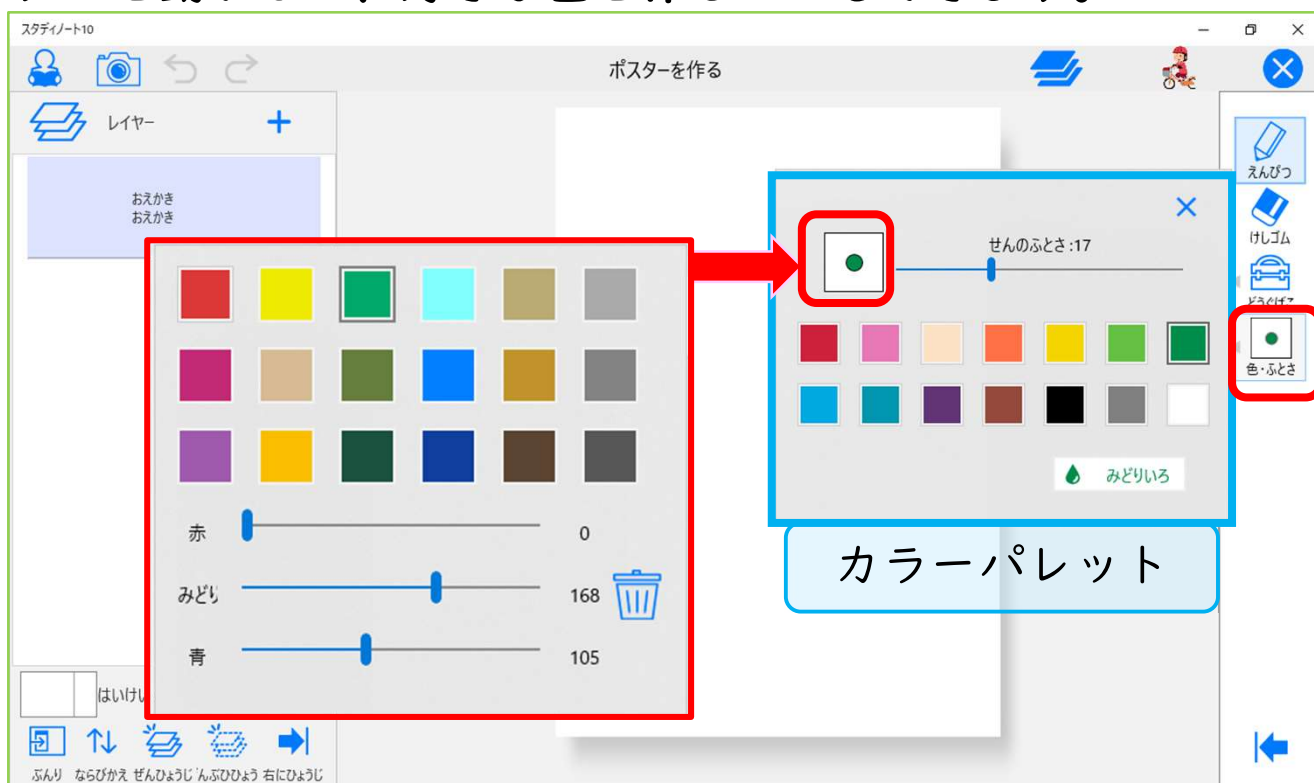 スタディノート10
ポスターを作る
レイヤー
おえかき
おえかき
せんのふとさ:17
みどりいろ
カラーパレット
赤 0
みどり 168
青 105
えんぴつ
けしゴム
色・ふとさ
はいけい
ぶんり ならびかえ ぜんひょうじ 右にひょうじ